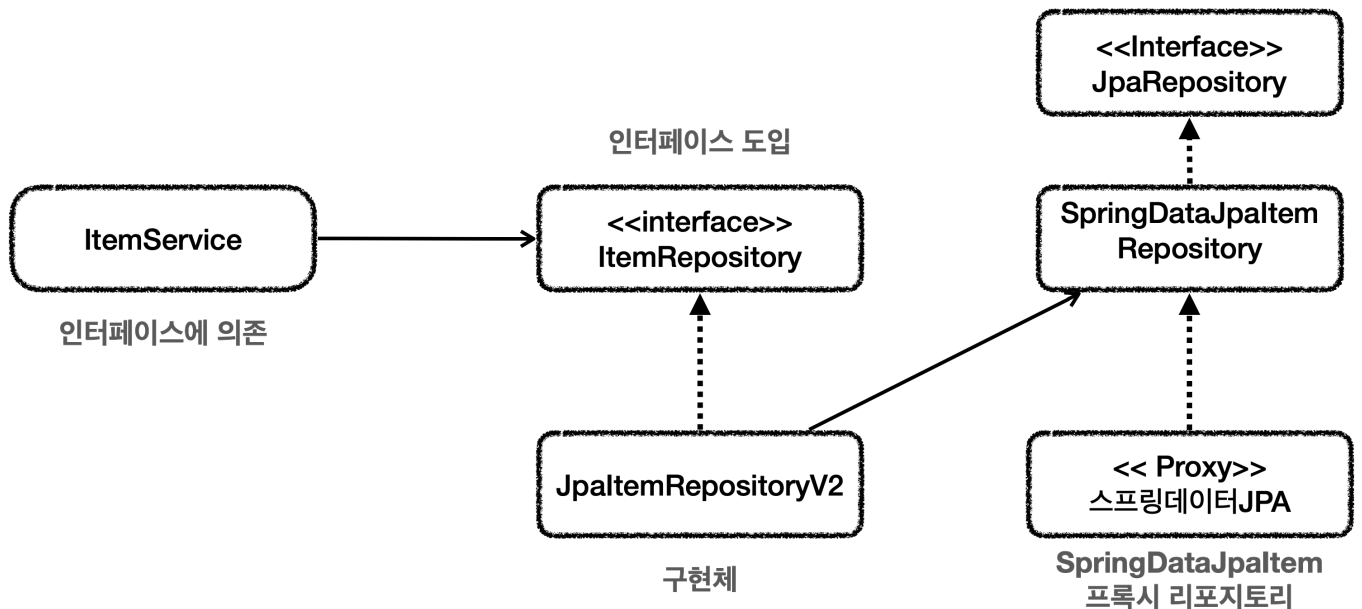 <<Interface>>
JpaRepository
인터페이스 도입
ItemService
<<interface>>
ItemRepository
SpringDataJpaItem
Repository
인터페이스에 의존
JpaItemRepositoryV2
<< Proxy>>
스프링데이터JPA
구현체
SpringDataJpaItem
프록시 리포지토리